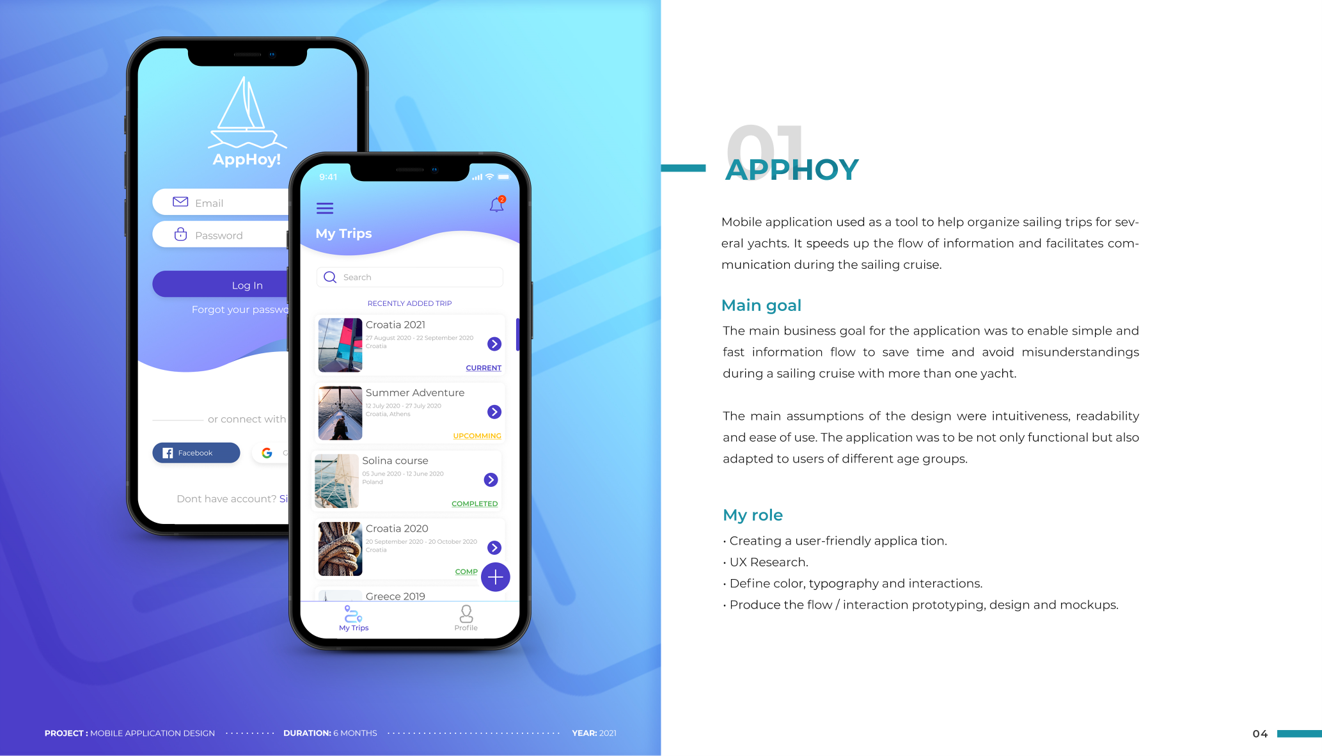 AppHoy!
Email
Password
Log In
Forgot your passwo
or connect with
Facebook
G
Dont have account? Si
9:41
2
My Trips
Search
RECENTLY ADDED TRIP
Croatia 2021
27 August 2020 - 22 September 2020
Croatia
CURRENT
Summer Adventure
12 July 2020 - 27 July 2020
Croatia, Athens
UPCOMMING
Solina course
05 June 2020 - 12 June 2020
Poland
COMPLETED
Croatia 2020
20 September 2020 - 20 October 2020
Croatia
COMP
Greece 2019
My Trips
Profile
PROJECT : MOBILE APPLICATION DESIGN
DURATION: 6 MONTHS
YEAR: 2021
01
APPHOY
Mobile application used as a tool to help organize sailing trips for sev-
eral yachts. It speeds up the flow of information and facilitates com-
munication during the sailing cruise.
Main goal
The main business goal for the application was to enable simple and
fast information flow to save time and avoid misunderstandings
during a sailing cruise with more than one yacht.
The main assumptions of the design were intuitiveness, readability
and ease of use. The application was to be not only functional but also
adapted to users of different age groups.
My role
• Creating a user-friendly applica tion.
• UX Research.
• Define color, typography and interactions.
• Produce the flow / interaction prototyping, design and mockups.
04